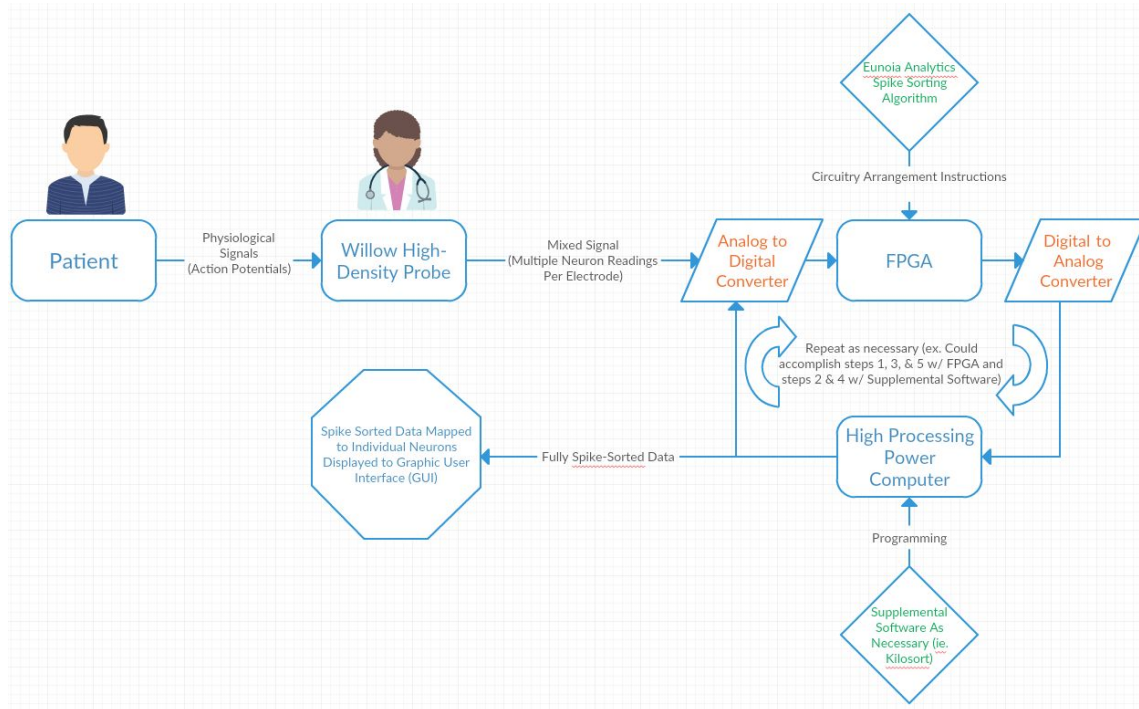 Eunoia Analytics
Spike Sorting
Algorithm
Circuitry Arrangement Instructions
Patient
Physiological
Signals
(Action Potentials)
Willow High-
Density Probe
Mixed Signal
(Multiple Neuron Readings
Per Electrode)
Analog to
Digital
Converter
FPGA
Digital to
Analog
Converter
Repeat as necessary (ex. Could
accomplish steps 1, 3, & 5 w/ FPGA and
steps 2 & 4 w/ Supplemental Software)
High Processing
Power
Computer
Fully Spike-Sorted Data
Spike Sorted Data Mapped
to Individual Neurons
Displayed to Graphic User
Interface (GUI)
Programming
Supplemental
Software As
Necessary (ie.
Kilosort)